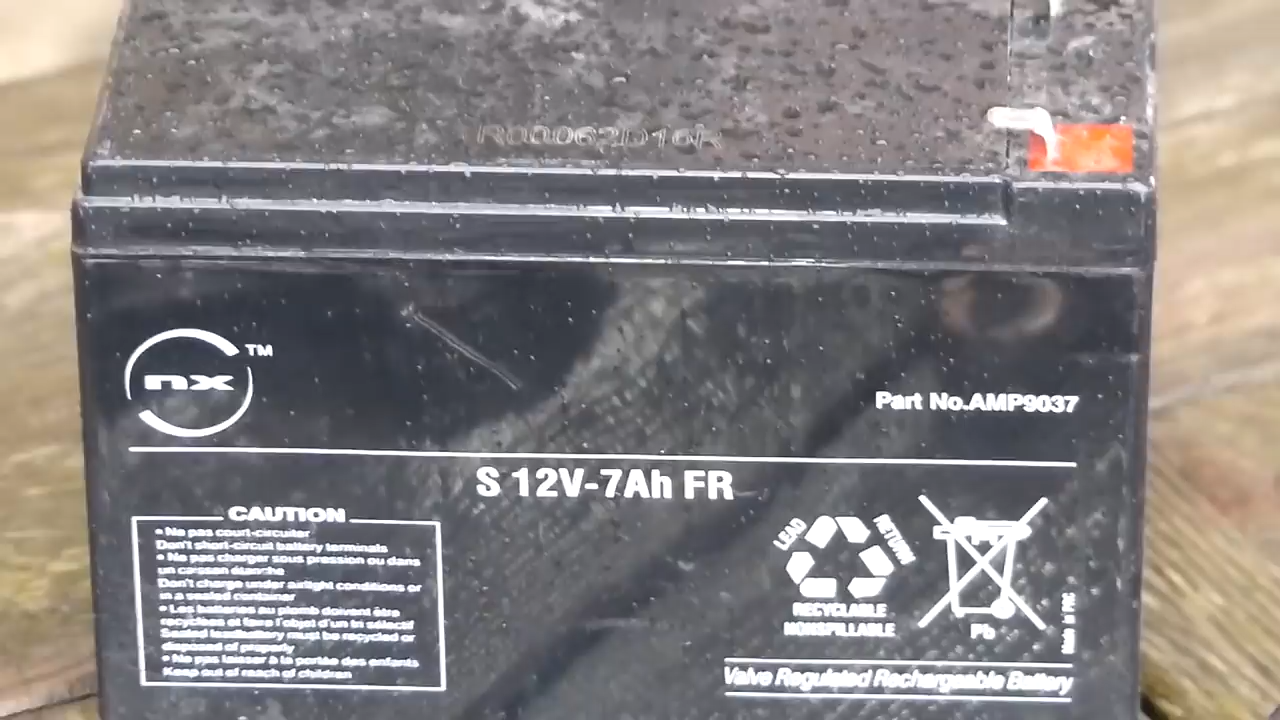 R00062D16R
nx TM
Part No.AMP9037
S 12V-7Ah FR
CAUTION
• Ne pas court-circuiter
Don't short-circuit battery terminals
• Ne pas charger sous pression ou dans
un caisson étanche
Don't charge under airtight conditions or
in a sealed container
• Les batteries au plomb doivent être
recyclées et faire l'objet d'un tri sélectif
Sealed lead battery must be recycled or
disposed of properly
• Ne pas laisser à la portée des enfants
Keep out of reach of children
LEAD
RETURN
RECYCLABLE
NONSPILLABLE
Pb
Made in PRC
Valve Regulated Rechargeable Battery